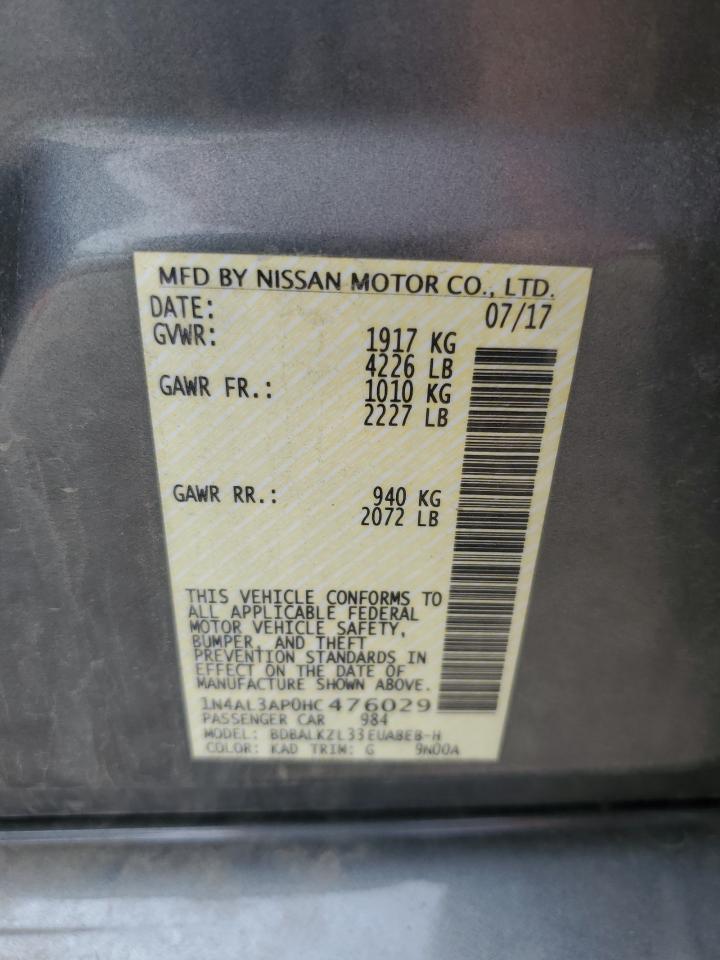 MFD BY NISSAN MOTOR CO., LTD.
DATE: 07/17
GVWR: 1917 KG
4226 LB
GAWR FR.: 1010 KG
2227 LB
GAWR RR.: 940 KG
2072 LB
THIS VEHICLE CONFORMS TO
ALL APPLICABLE FEDERAL
MOTOR VEHICLE SAFETY,
BUMPER, AND THEFT
PREVENTION STANDARDS IN
EFFECT ON THE DATE OF
MANUFACTURE SHOWN ABOVE.
1N4AL3AP0HC476029
PASSENGER CAR 984
MODEL: BDBALKZL33EUABEB-H
COLOR: KAD TRIM: G 9N00A